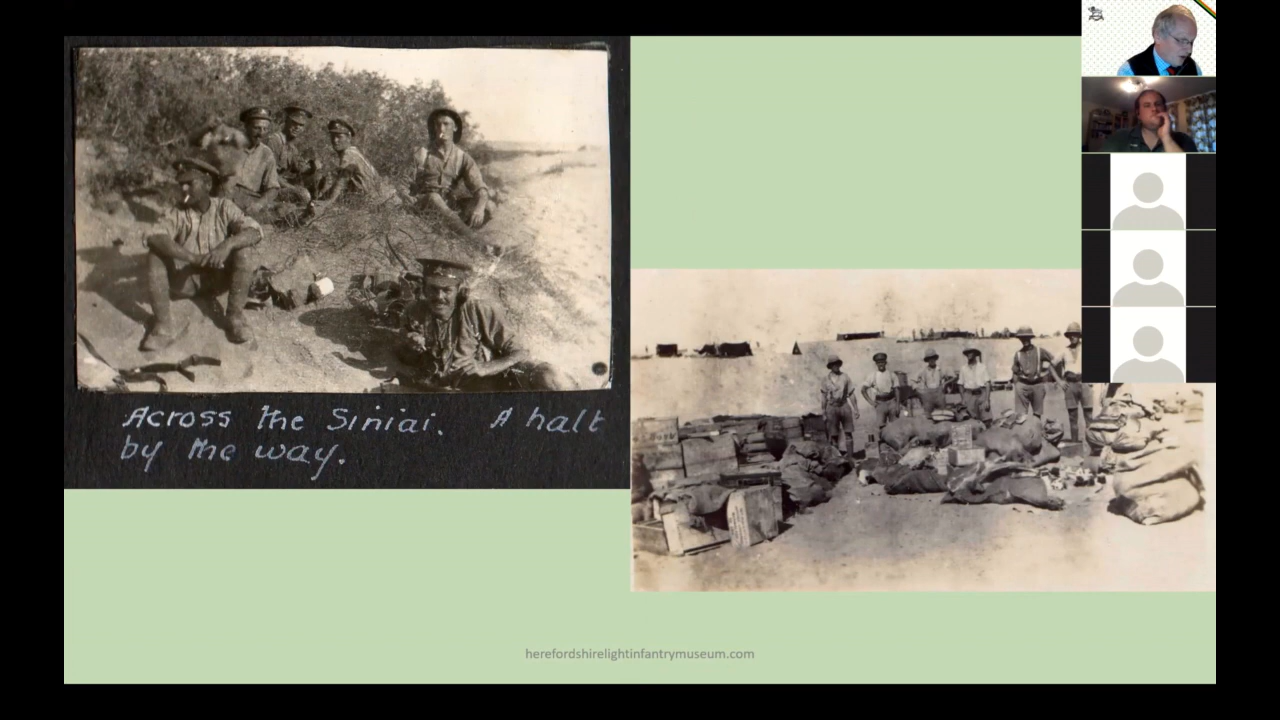 Across the Siniai. A halt
by the way.
herefordshirelightinfantrymuseum.com